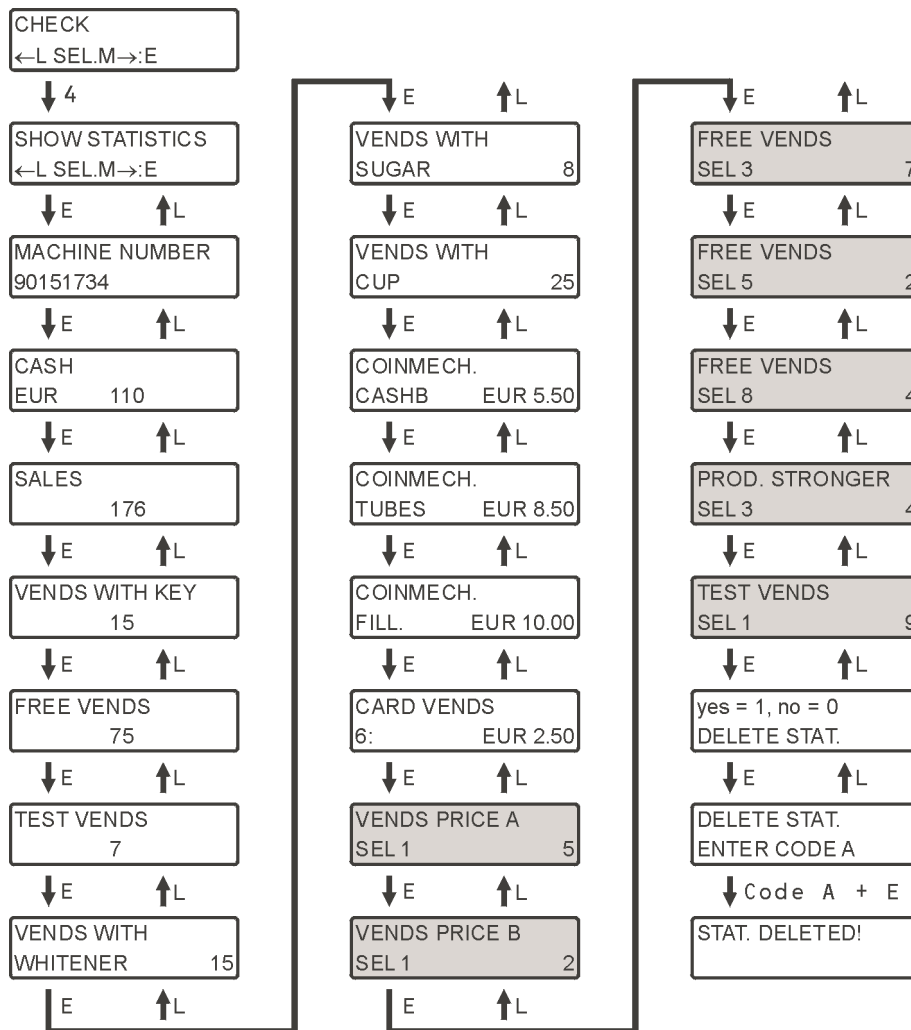 CHECK
←L SEL.M→:E
4
SHOW STATISTICS
←L SEL.M→:E
E L
MACHINE NUMBER
90151734
E L
CASH
EUR 110
E L
SALES
176
E L
VENDS WITH KEY
15
E L
FREE VENDS
75
E L
TEST VENDS
7
E L
VENDS WITH
WHITENER 15
E L
E L
VENDS WITH
SUGAR 8
E L
VENDS WITH
CUP 25
E L
COINMECH.
CASHB EUR 5.50
E L
COINMECH.
TUBES EUR 8.50
E L
COINMECH.
FILL. EUR 10.00
E L
CARD VENDS
6: EUR 2.50
E L
VENDS PRICE A
SEL 1 5
E L
VENDS PRICE B
SEL 1 2
E L
E L
FREE VENDS
SEL 3 7
E L
FREE VENDS
SEL 5 2
E L
FREE VENDS
SEL 8 4
E L
PROD. STRONGER
SEL 3 4
E L
TEST VENDS
SEL 1 9
E L
yes = 1, no = 0
DELETE STAT.
E L
DELETE STAT.
ENTER CODE A
Code A + E
STAT. DELETED!